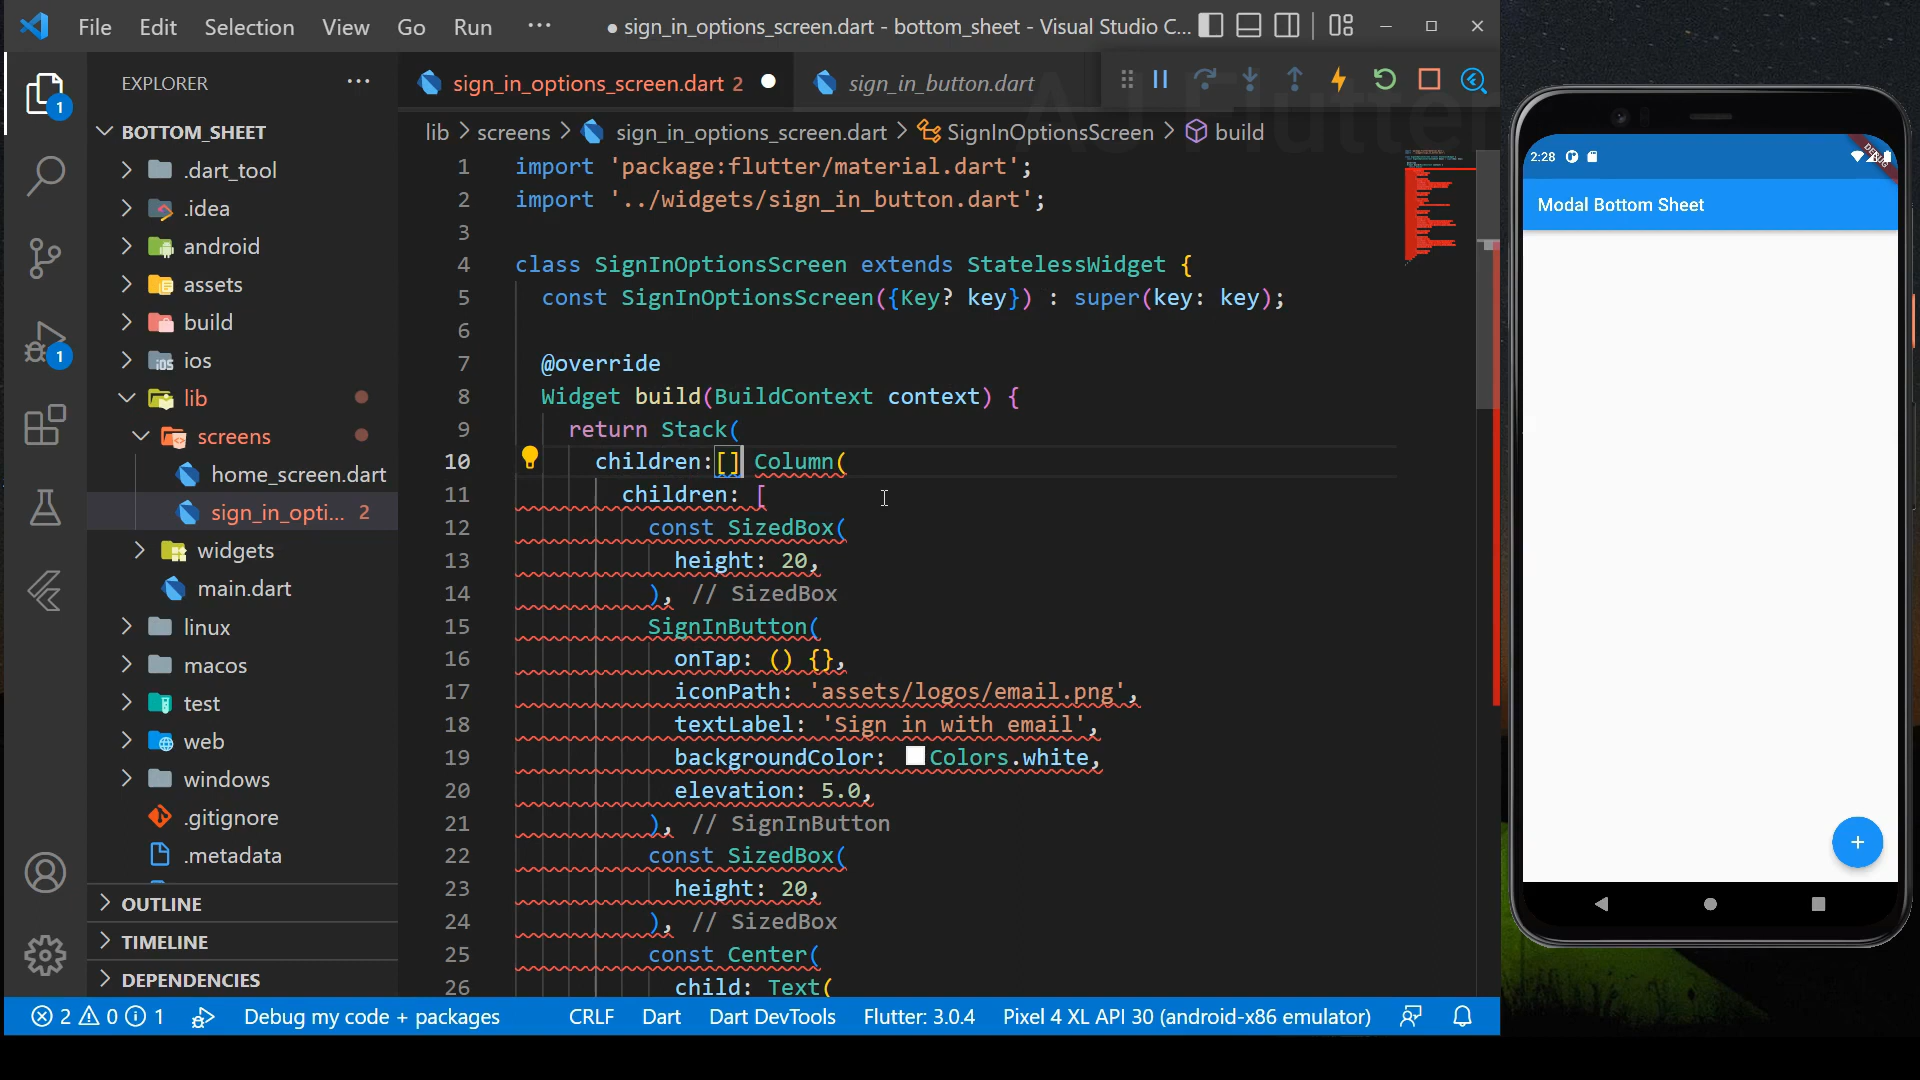 File Edit Selection View Go Run ··· ● sign_in_options_screen.dart - bottom_sheet - Visual Studio C...
EXPLORER ···
sign_in_options_screen.dart 2 ●
sign_in_button.dart
AJ Flutter
lib > screens > sign_in_options_screen.dart > SignInOptionsScreen > build
1
1
BOTTOM_SHEET
.dart_tool
.idea
android
assets
build
ios
lib
screens
home_screen.dart
sign_in_opti... 2
widgets
main.dart
linux
macos
test
web
windows
.gitignore
.metadata
OUTLINE
TIMELINE
DEPENDENCIES
1 import 'package:flutter/material.dart';
2 import '../widgets/sign_in_button.dart';
3
4 class SignInOptionsScreen extends StatelessWidget {
5 const SignInOptionsScreen({Key? key}) : super(key: key);
6
7 @override
8 Widget build(BuildContext context) {
9 return Stack(
10 children:[] Column(
11 children: [
12 const SizedBox(
13 height: 20,
14 ), // SizedBox
15 SignInButton(
16 onTap: () {},
17 iconPath: 'assets/logos/email.png',
18 textLabel: 'Sign in with email',
19 backgroundColor: Colors.white,
20 elevation: 5.0,
21 ), // SignInButton
22 const SizedBox(
23 height: 20,
24 ), // SizedBox
25 const Center(
26 child: Text(
2 0 1 Debug my code + packages CRLF Dart Dart DevTools Flutter: 3.0.4 Pixel 4 XL API 30 (android-x86 emulator)
2:28
DEBUG
Modal Bottom Sheet
+